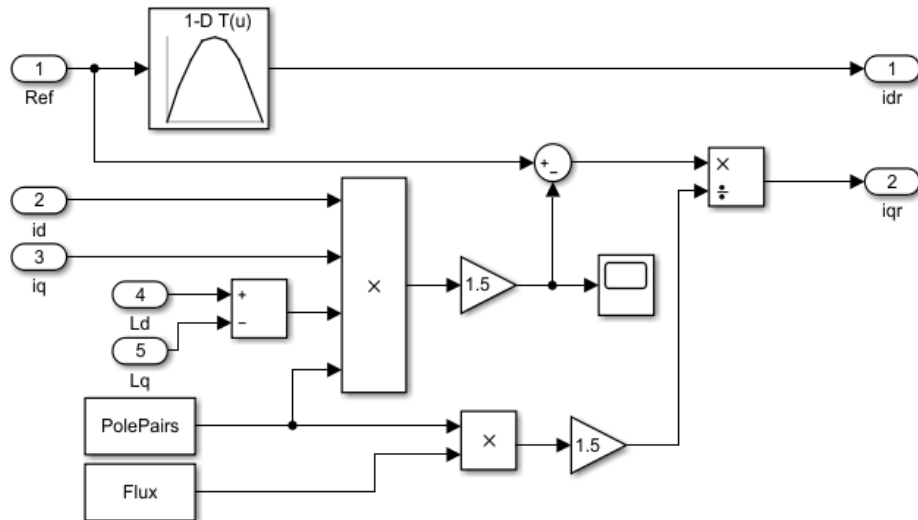 1-D T(u)
1
Ref
1
idr
+
−
×
÷
2
iqr
2
id
3
iq
×
1.5
4
Ld
+
−
5
Lq
PolePairs
×
1.5
Flux